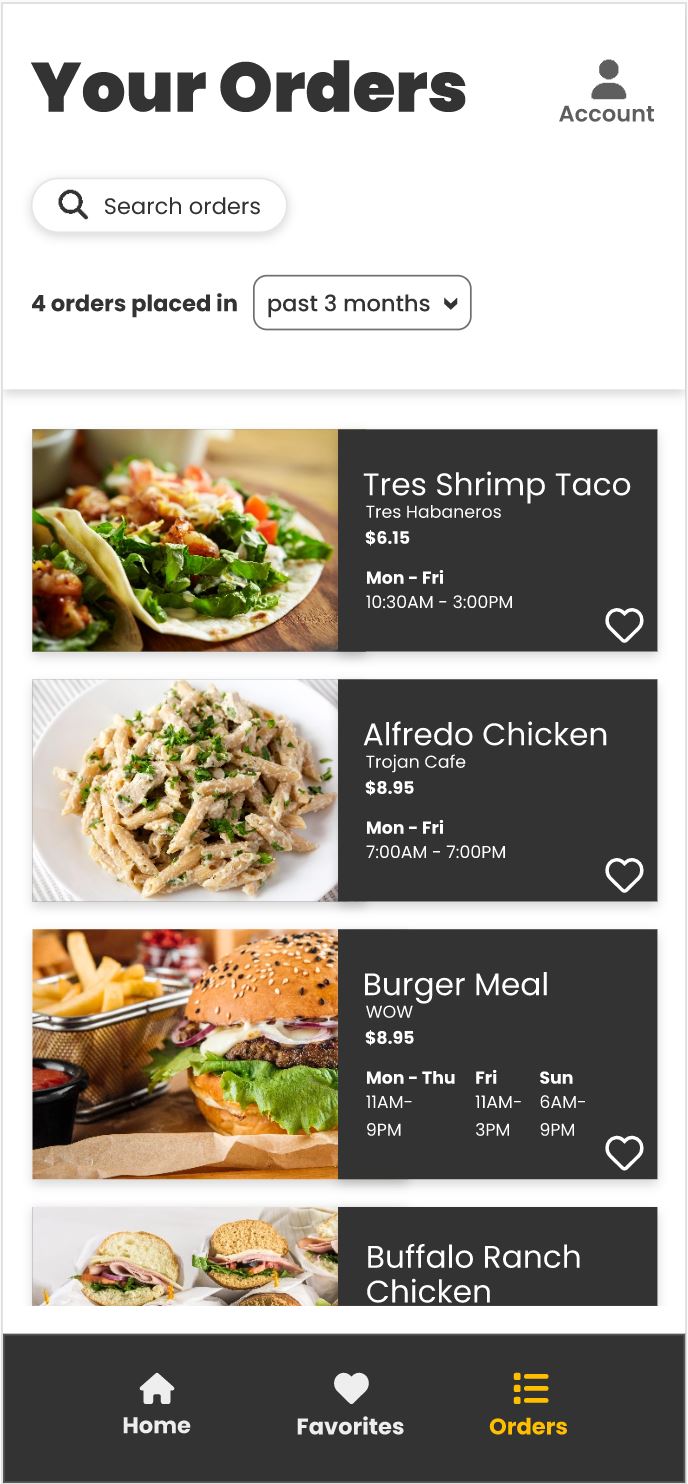 Your Orders
Account
Search orders
4 orders placed in
past 3 months
Tres Shrimp Taco
Tres Habaneros
$6.15
Mon - Fri
10:30AM - 3:00PM
Alfredo Chicken
Trojan Cafe
$8.95
Mon - Fri
7:00AM - 7:00PM
Burger Meal
WOW
$8.95
Mon - Thu Fri Sun
11AM- 11AM- 6AM-
9PM 3PM 9PM
Buffalo Ranch
Chicken
Home
Favorites
Orders